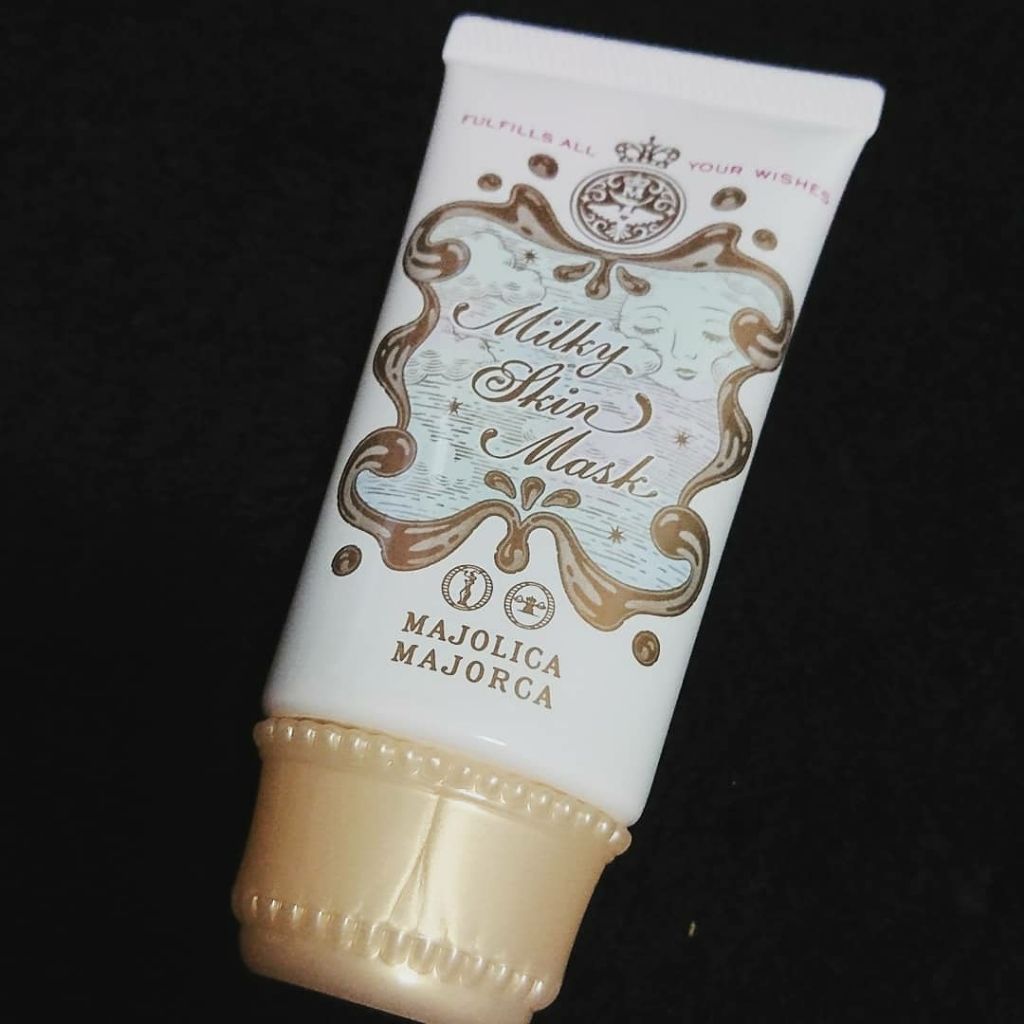 FULFILLS ALL YOUR WISHES
Milky
Skin
Mask
MAJOLICA
MAJORCA